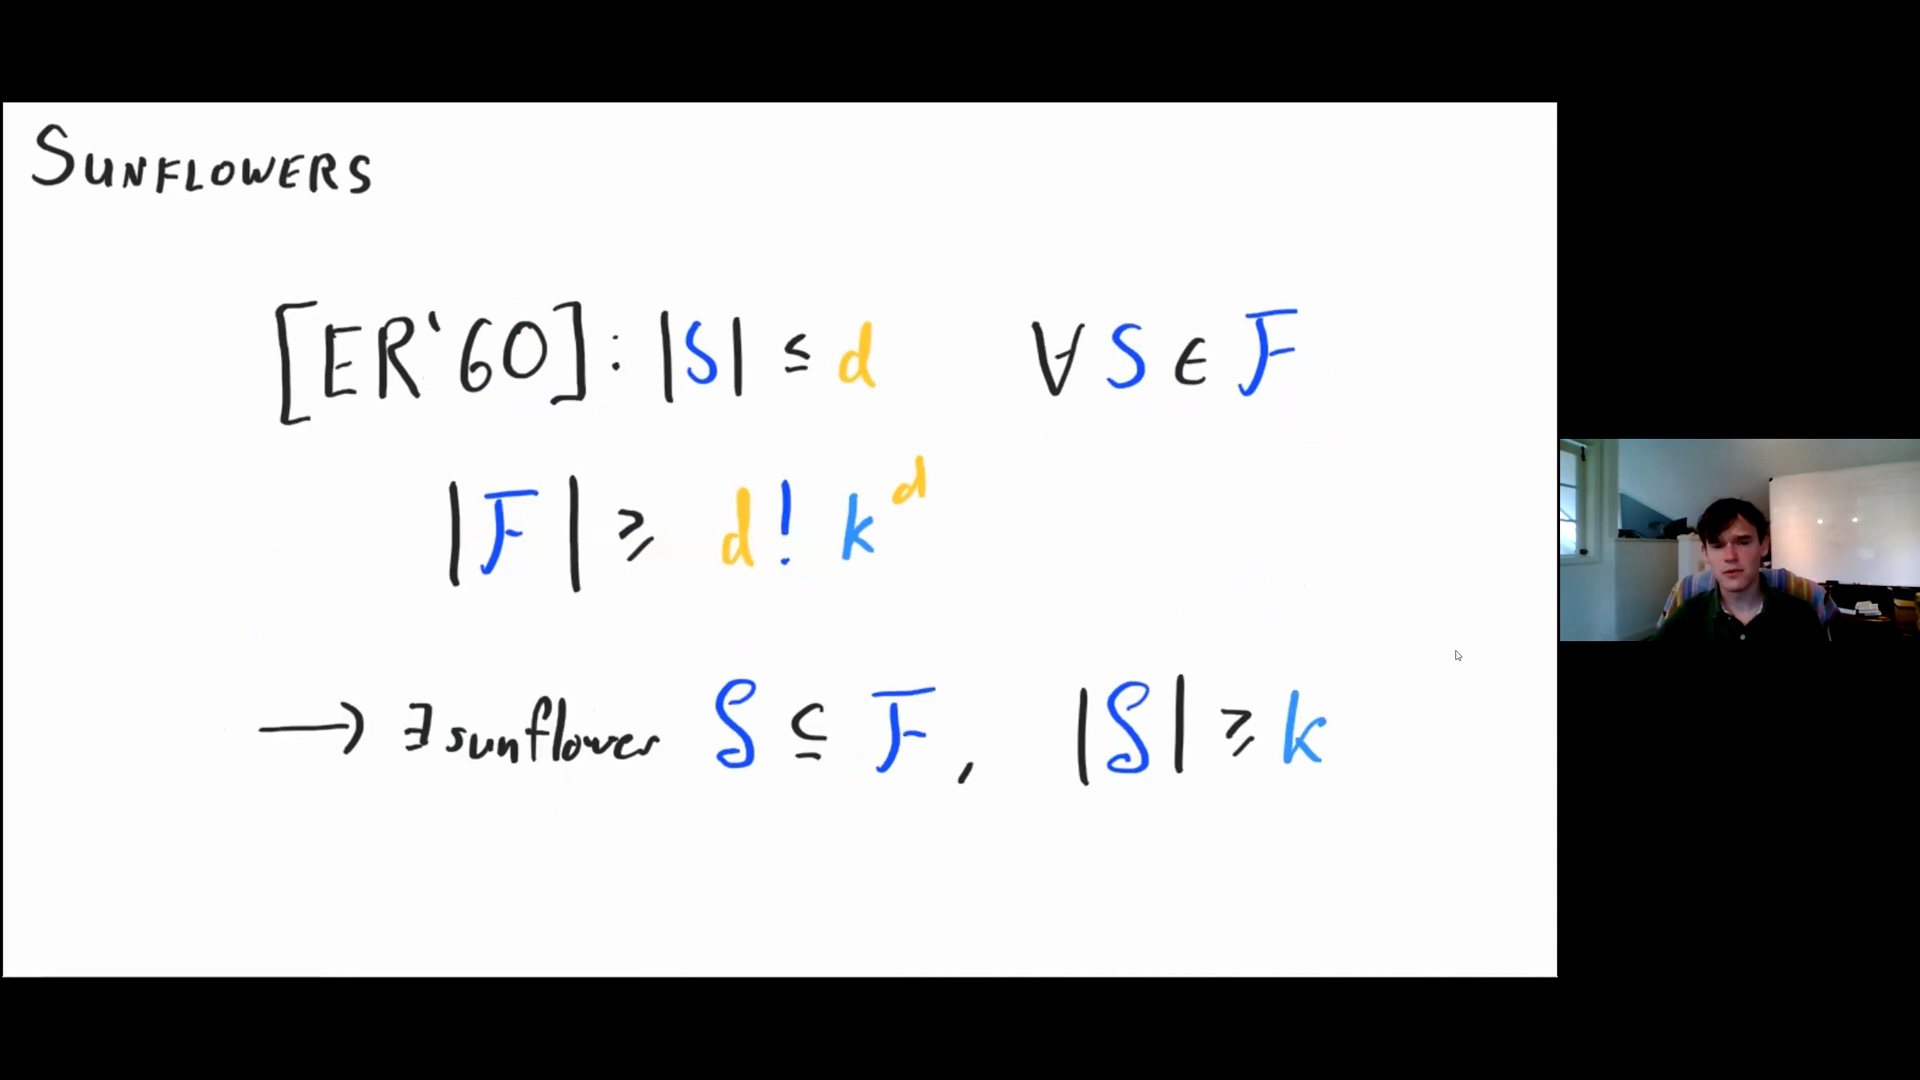 SUNFLOWERS
[ER'60]: |S| ≤ d ∀ S ∈ F
|F| ≥ d! k^d
→ ∃ sunflower S ⊆ F, |S| ≥ k